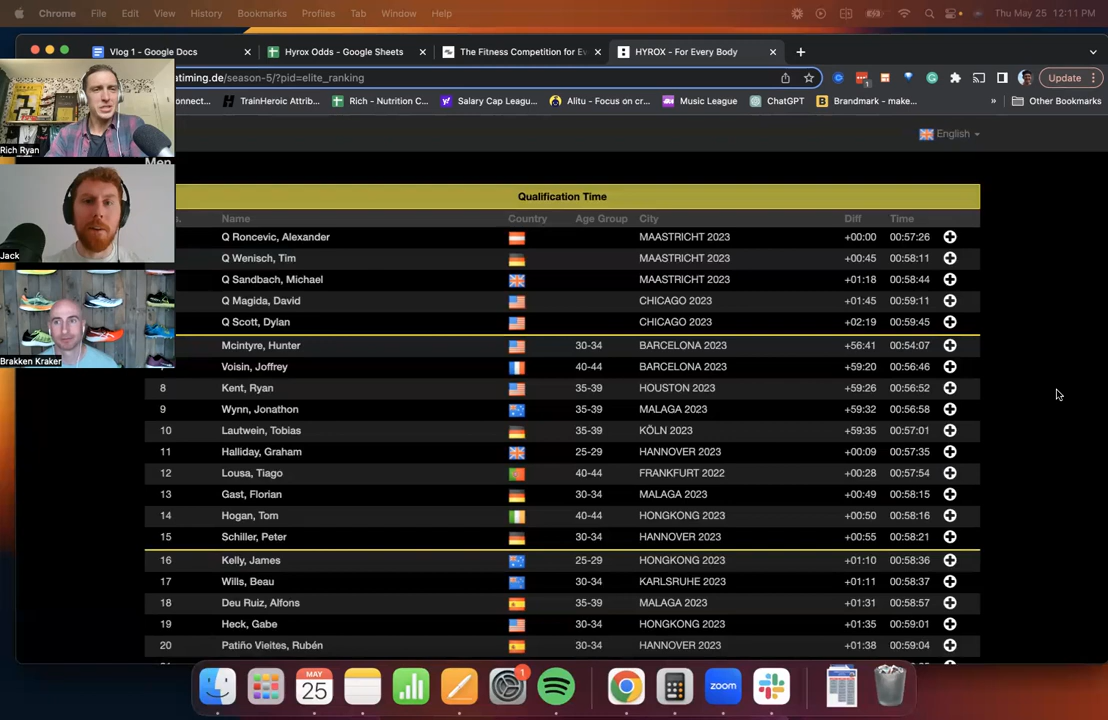 Chrome File Edit View History Bookmarks Profiles Tab Window Help Thu May 25 12:11 PM
Vlog 1 - Google Docs Hyrox Odds - Google Sheets The Fitness Competition for Ev HYROX - For Every Body
atiming.de/season-5/?pid=elite_ranking Update
onnect... TrainHeroic Attrib... Rich - Nutrition C... Salary Cap Leagu... Alitu - Focus on cr... Music League ChatGPT Brandmark - make... » Other Bookmarks
English
Rich Ryan
Men
Qualification Time
Name Country Age Group City Diff Time
Q Roncevic, Alexander MAASTRICHT 2023 +00:00 00:57:26
Q Wenisch, Tim MAASTRICHT 2023 +00:45 00:58:11
Jack
Q Sandbach, Michael MAASTRICHT 2023 +01:18 00:58:44
Q Magida, David CHICAGO 2023 +01:45 00:59:11
Q Scott, Dylan CHICAGO 2023 +02:19 00:59:45
Mcintyre, Hunter 30-34 BARCELONA 2023 +56:41 00:54:07
Brakken Kraker
Voisin, Joffrey 40-44 BARCELONA 2023 +59:20 00:56:46
8 Kent, Ryan 35-39 HOUSTON 2023 +59:26 00:56:52
9 Wynn, Jonathon 35-39 MALAGA 2023 +59:32 00:56:58
10 Lautwein, Tobias 35-39 KÖLN 2023 +59:35 00:57:01
11 Halliday, Graham 25-29 HANNOVER 2023 +00:09 00:57:35
12 Lousa, Tiago 40-44 FRANKFURT 2022 +00:28 00:57:54
13 Gast, Florian 30-34 MALAGA 2023 +00:49 00:58:15
14 Hogan, Tom 40-44 HONGKONG 2023 +00:50 00:58:16
15 Schiller, Peter 30-34 HANNOVER 2023 +00:55 00:58:21
16 Kelly, James 25-29 HONGKONG 2023 +01:10 00:58:36
17 Wills, Beau 30-34 KARLSRUHE 2023 +01:11 00:58:37
18 Deu Ruiz, Alfons 35-39 MALAGA 2023 +01:31 00:58:57
19 Heck, Gabe 30-34 HONGKONG 2023 +01:35 00:59:01
20 Patiño Vieites, Rubén 30-34 HANNOVER 2023 +01:38 00:59:04
MAY
25
1
zoom